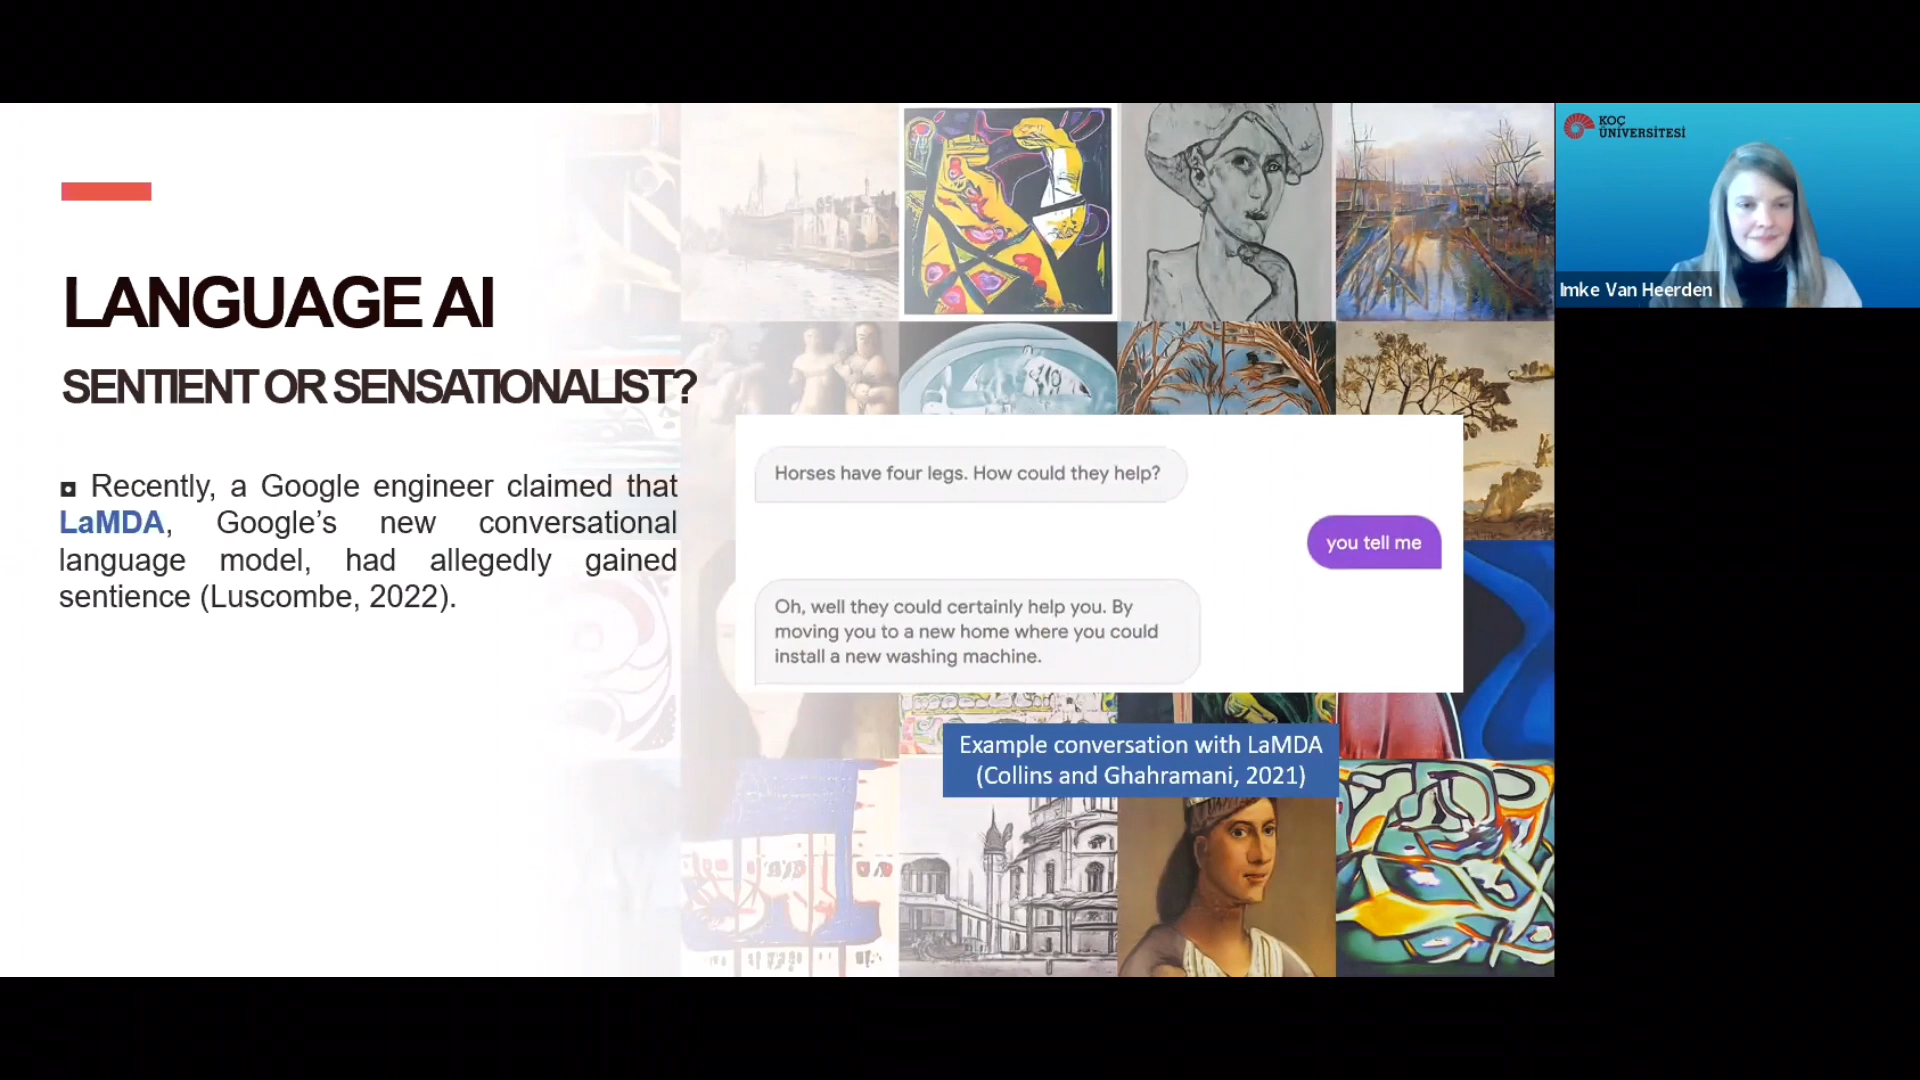 LANGUAGE AI
SENTIENT OR SENSATIONALIST?
Recently, a Google engineer claimed that
LaMDA, Google’s new conversational
language model, had allegedly gained
sentience (Luscombe, 2022).
Horses have four legs. How could they help?
you tell me
Oh, well they could certainly help you. By
moving you to a new home where you could
install a new washing machine.
Example conversation with LaMDA
(Collins and Ghahramani, 2021)
KOÇ
ÜNİVERSİTESİ
Imke Van Heerden